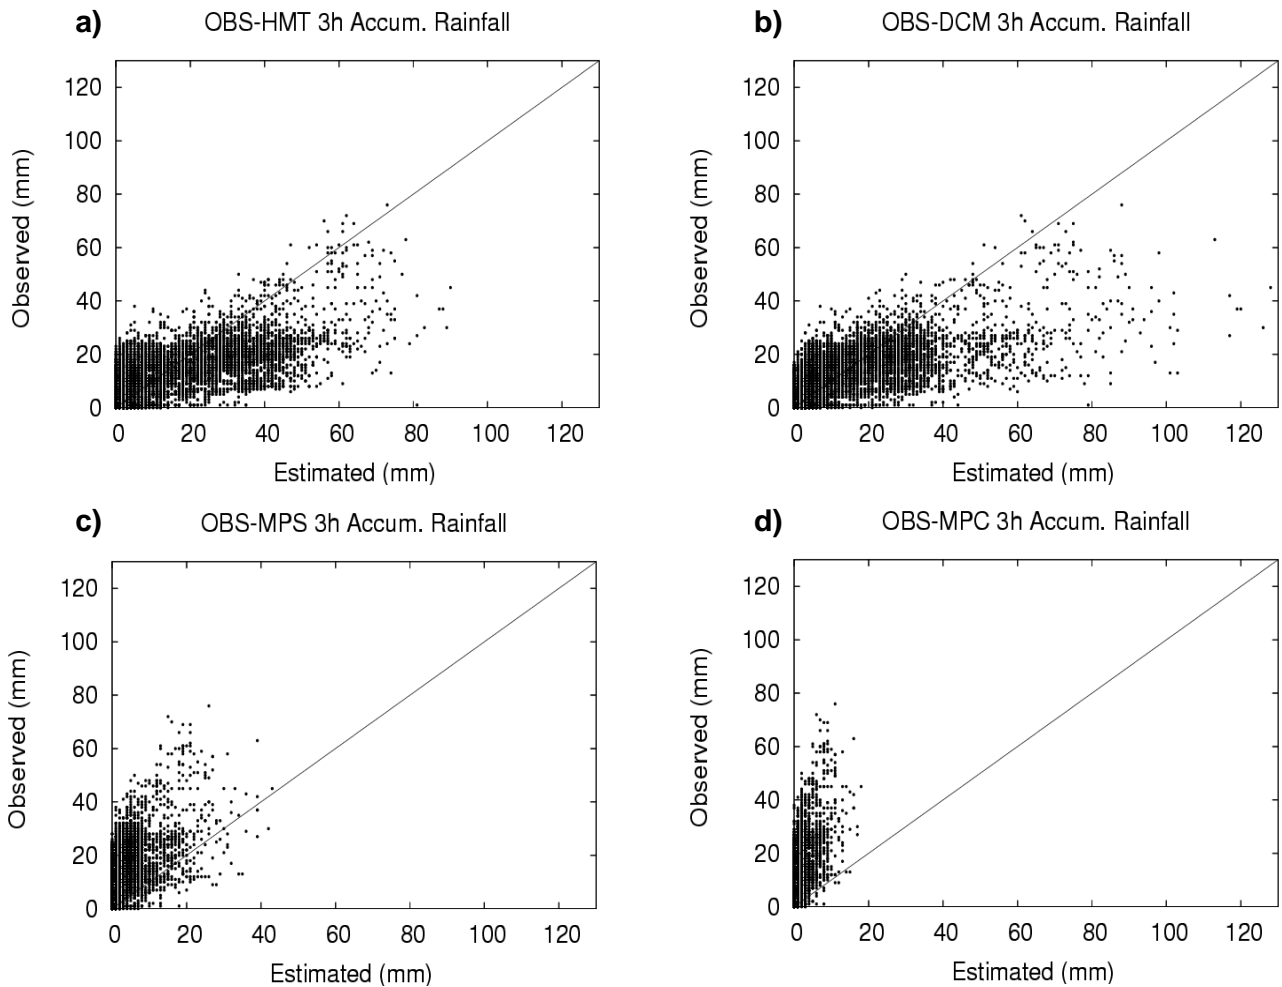 a) OBS-HMT 3h Accum. Rainfall
Observed (mm)
120
100
80
60
40
20
0
0 20 40 60 80 100 120
Estimated (mm)
b) OBS-DCM 3h Accum. Rainfall
Observed (mm)
120
100
80
60
40
20
0
0 20 40 60 80 100 120
Estimated (mm)
c) OBS-MPS 3h Accum. Rainfall
Observed (mm)
120
100
80
60
40
20
0
0 20 40 60 80 100 120
Estimated (mm)
d) OBS-MPC 3h Accum. Rainfall
Observed (mm)
120
100
80
60
40
20
0
0 20 40 60 80 100 120
Estimated (mm)